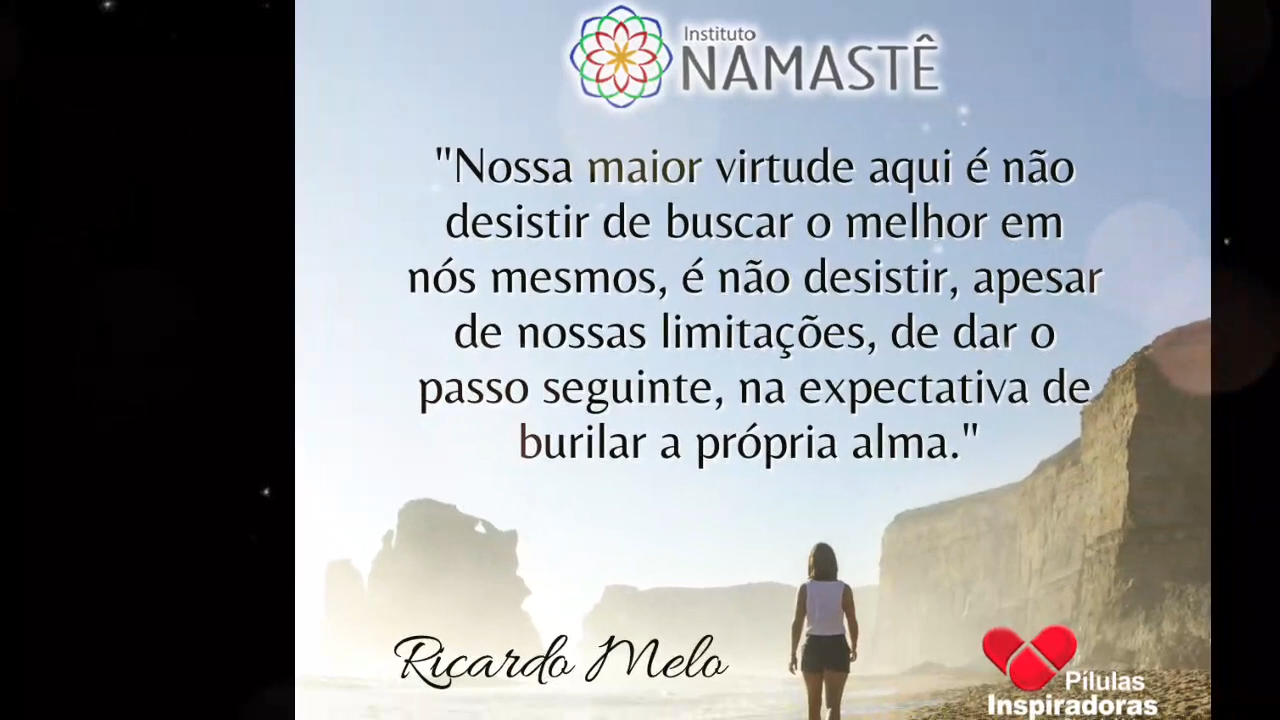 Instituto
NAMASTÊ
"Nossa maior virtude aqui é não
desistir de buscar o melhor em
nós mesmos, é não desistir, apesar
de nossas limitações, de dar o
passo seguinte, na expectativa de
burilar a própria alma."
Ricardo Melo
Pílulas
Inspiradoras